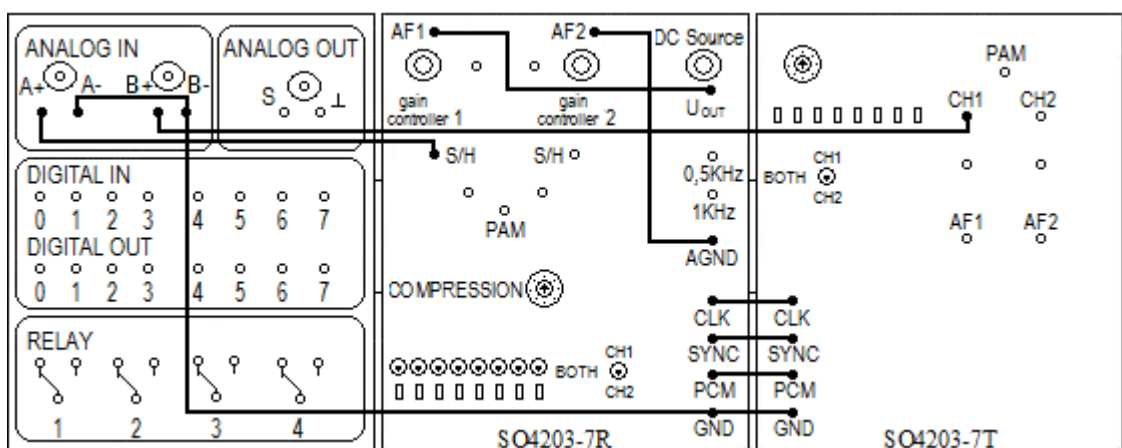 ANALOG IN
A+ A- B+ B-
ANALOG OUT
S ⊥
DIGITAL IN
0 1 2 3 4 5 6 7
DIGITAL OUT
0 1 2 3 4 5 6 7
RELAY
1 2 3 4
AF1 AF2 DC Source
gain controller 1
gain controller 2
UOUT
S/H S/H
0,5KHz
1KHz
PAM
AGND
COMPRESSION
CLK
SYNC
CH1
BOTH
CH2
PCM
GND
SO4203-7R
PAM
CH1 CH2
CH1
BOTH
CH2
AF1 AF2
CLK
SYNC
PCM
GND
SO4203-7T